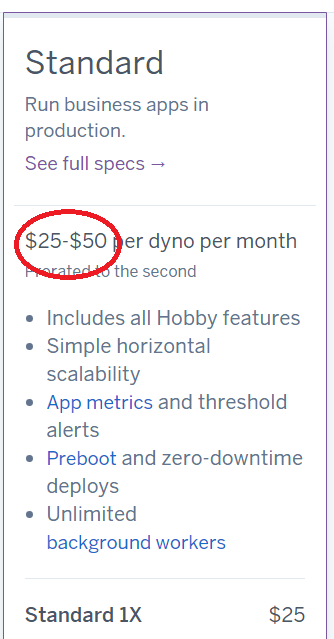 Standard
Run business apps in
production.
See full specs →
$25-$50 per dyno per month
Prorated to the second
Includes all Hobby features
Simple horizontal
scalability
App metrics and threshold
alerts
Preboot and zero-downtime
deploys
Unlimited
background workers
Standard 1X $25